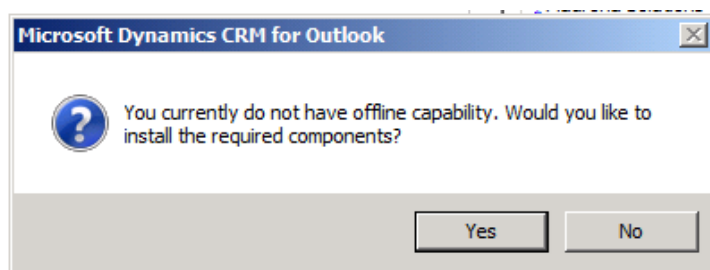 Microsoft Dynamics CRM for Outlook
You currently do not have offline capability. Would you like to
install the required components?
Yes
No